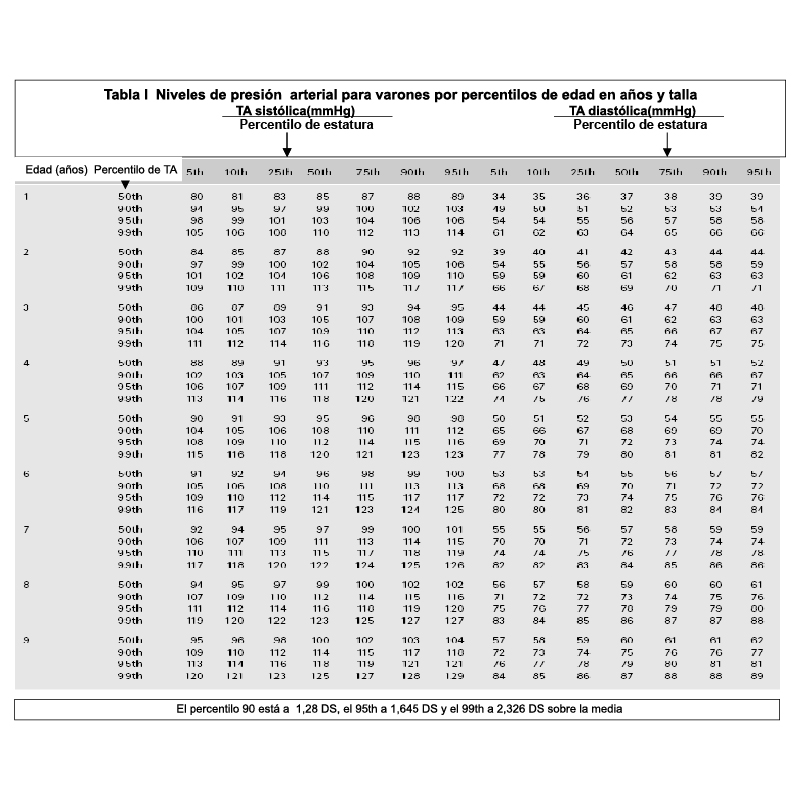 Tabla I Niveles de presión arterial para varones por percentilos de edad en años y talla
TA sistólica(mmHg) TA diastólica(mmHg)
Percentilo de estatura Percentilo de estatura
Edad (años) Percentilo de TA 5th 10th 25th 50th 75th 90th 95th 5th 10th 25th 50th 75th 90th 95th
1 50th 80 81 83 85 87 88 89 34 35 36 37 38 39 39
90th 94 95 97 99 100 102 103 49 50 51 52 53 53 54
95th 98 99 101 103 104 106 106 54 54 55 56 57 58 58
99th 105 106 108 110 112 113 114 61 62 63 64 65 66 66
2 50th 84 85 87 88 90 92 92 39 40 41 42 43 44 44
90th 97 99 100 102 104 105 106 54 55 56 57 58 58 59
95th 101 102 104 106 108 109 110 59 59 60 61 62 63 63
99th 109 110 111 113 115 117 117 66 67 68 69 70 71 71
3 50th 86 87 89 91 93 94 95 44 44 45 46 47 48 48
90th 100 101 103 105 107 108 109 59 59 60 61 62 63 63
95th 104 105 107 109 110 112 113 63 63 64 65 66 67 67
99th 111 112 114 116 118 119 120 71 71 72 73 74 75 75
4 50th 88 89 91 93 95 96 97 47 48 49 50 51 51 52
90th 102 103 105 107 109 110 111 62 63 64 65 66 66 67
95th 106 107 109 111 112 114 115 66 67 68 69 70 71 71
99th 113 114 116 118 120 121 122 74 75 76 77 78 78 79
5 50th 90 91 93 95 96 98 98 50 51 52 53 54 55 55
90th 104 105 106 108 110 111 112 65 66 67 68 69 69 70
95th 108 109 110 112 114 115 116 69 70 71 72 73 74 74
99th 115 116 118 120 121 123 123 77 78 79 80 81 81 82
6 50th 91 92 94 96 98 99 100 53 53 54 55 56 57 57
90th 105 106 108 110 111 113 113 68 68 69 70 71 72 72
95th 109 110 112 114 115 117 117 72 72 73 74 75 76 76
99th 116 117 119 121 123 124 125 80 80 81 82 83 84 84
7 50th 92 94 95 97 99 100 101 55 55 56 57 58 59 59
90th 106 107 109 111 113 114 115 70 70 71 72 73 74 74
95th 110 111 113 115 117 118 119 74 74 75 76 77 78 78
99th 117 118 120 122 124 125 126 82 82 83 84 85 86 86
8 50th 94 95 97 99 100 102 102 56 57 58 59 60 60 61
90th 107 109 110 112 114 115 116 71 72 72 73 74 75 76
95th 111 112 114 116 118 119 120 75 76 77 78 79 79 80
99th 119 120 122 123 125 127 127 83 84 85 86 87 87 88
9 50th 95 96 98 100 102 103 104 57 58 59 60 61 61 62
90th 109 110 112 114 115 117 118 72 73 74 75 76 76 77
95th 113 114 116 118 119 121 121 76 77 78 79 80 81 81
99th 120 121 123 125 127 128 129 84 85 86 87 88 88 89
El percentilo 90 está a 1,28 DS, el 95th a 1,645 DS y el 99th a 2,326 DS sobre la media